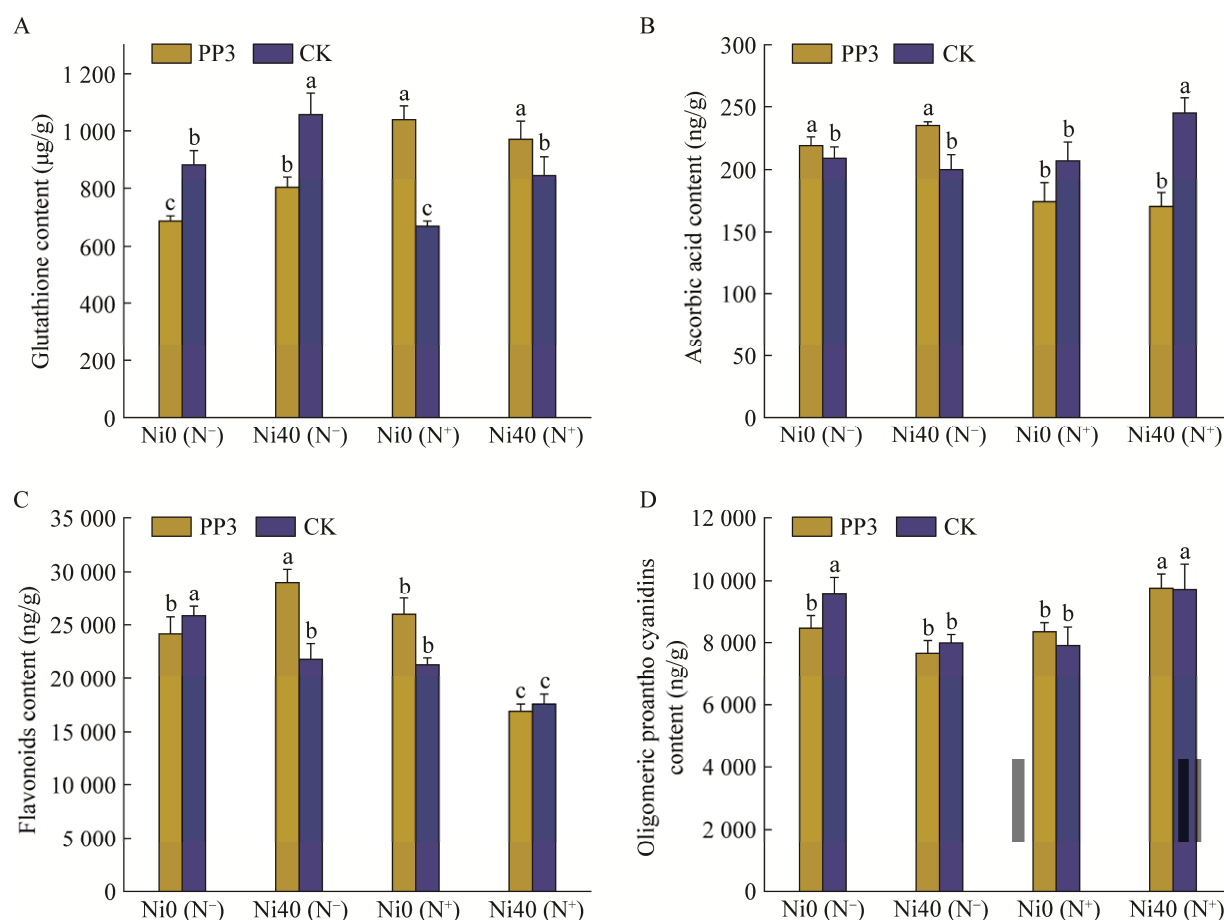 A
PP3 CK
1 200
1 000
800
600
400
200
0
Glutathione content (μg/g)
c b b a a c a b
Ni0 (N⁻) Ni40 (N⁻) Ni0 (N⁺) Ni40 (N⁺)
B
PP3 CK
300
250
200
150
100
50
0
Ascorbic acid content (ng/g)
a b a b b b b a
Ni0 (N⁻) Ni40 (N⁻) Ni0 (N⁺) Ni40 (N⁺)
C
PP3 CK
35 000
30 000
25 000
20 000
15 000
10 000
5 000
0
Flavonoids content (ng/g)
b a a b b b c c
Ni0 (N⁻) Ni40 (N⁻) Ni0 (N⁺) Ni40 (N⁺)
D
PP3 CK
12 000
10 000
8 000
6 000
4 000
2 000
0
Oligomeric proantho cyanidins
content (ng/g)
b a b b b b a a
Ni0 (N⁻) Ni40 (N⁻) Ni0 (N⁺) Ni40 (N⁺)